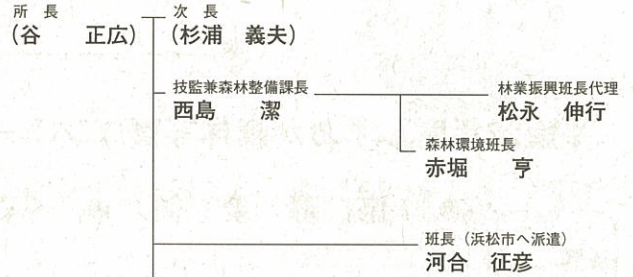 所　長
（谷　　正広）
次　長
（杉浦　義夫）
技監兼森林整備課長
西島　　潔
林業振興班長代理
松永　伸行
森林環境班長
赤堀　　亨
班長（浜松市へ派遣）
河合　征彦